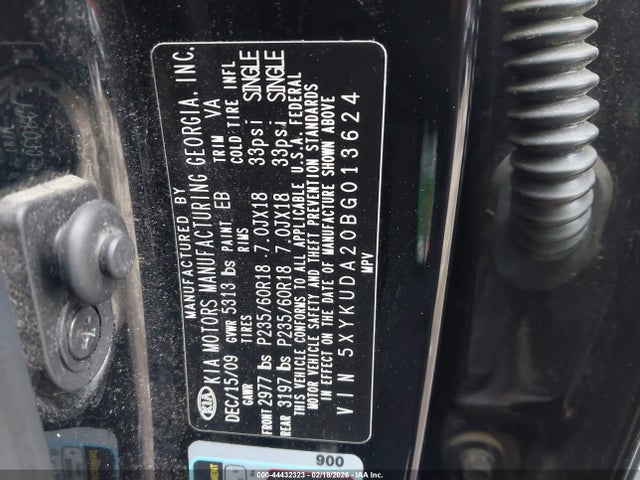 MANUFACTURED BY
KIA KIA MOTORS MANUFACTURING GEORGIA, INC.
DEC/15/09 GVWR 5313 lbs PAINT EB TRIM VA
GAWR TIRES RIMS COLD TIRE INFL
FRONT 2977 lbs P235/60R18 7.0JX18 33psi SINGLE
REAR 3197 lbs P235/60R18 7.0JX18 33psi SINGLE
THIS VEHICLE CONFORMS TO ALL APPLICABLE U.S.A. FEDERAL
MOTOR VEHICLE SAFETY AND THEFT PREVENTION STANDARDS
IN EFFECT ON THE DATE OF MANUFACTURE SHOWN ABOVE
VIN 5XYKUDA20BG013624
MPV
900
000-44432323 - 02/18/2026 - IAA Inc.